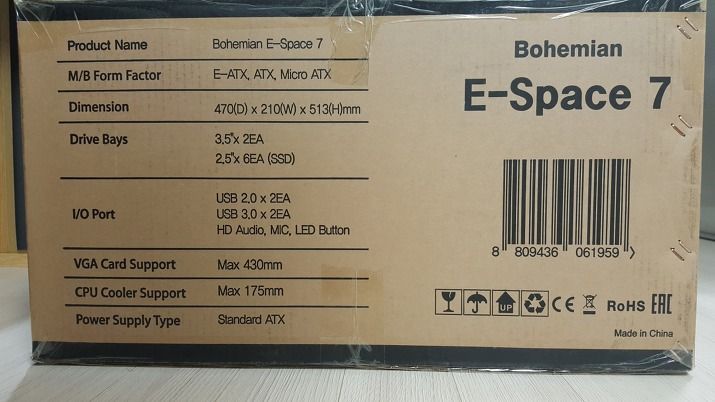 Product Name Bohemian E-Space 7
M/B Form Factor E-ATX, ATX, Micro ATX
Dimension 470(D) x 210(W) x 513(H)mm
Drive Bays 3,5"x 2EA
2,5"x 6EA (SSD)
I/O Port USB 2,0 x 2EA
USB 3,0 x 2EA
HD Audio, MIC, LED Button
VGA Card Support Max 430mm
CPU Cooler Support Max 175mm
Power Supply Type Standard ATX
Bohemian
E-Space 7
8 809436 061959 >
UP CE RoHS EAC
Made in China